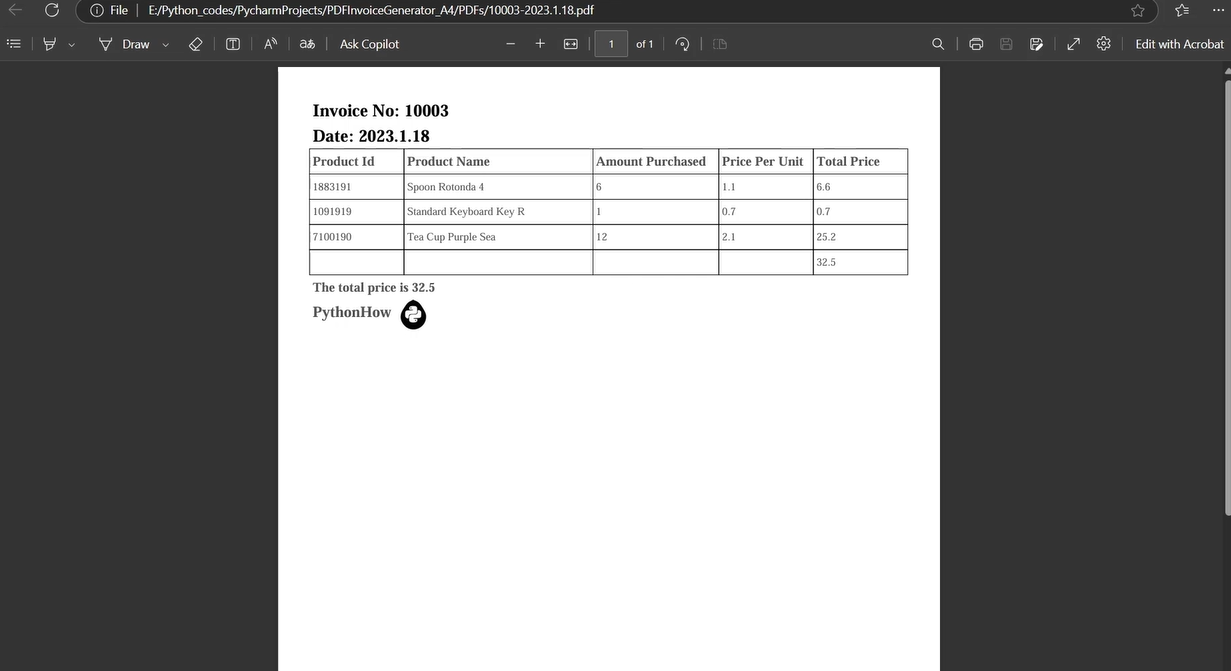 File E:/Python_codes/PycharmProjects/PDFInvoiceGenerator_A4/PDFs/10003-2023.1.18.pdf
Draw aあ Ask Copilot 1 of 1 Edit with Acrobat
Invoice No: 10003
Date: 2023.1.18
Product Id Product Name Amount Purchased Price Per Unit Total Price
1883191 Spoon Rotonda 4 6 1.1 6.6
1091919 Standard Keyboard Key R 1 0.7 0.7
7100190 Tea Cup Purple Sea 12 2.1 25.2
32.5
The total price is 32.5
PythonHow